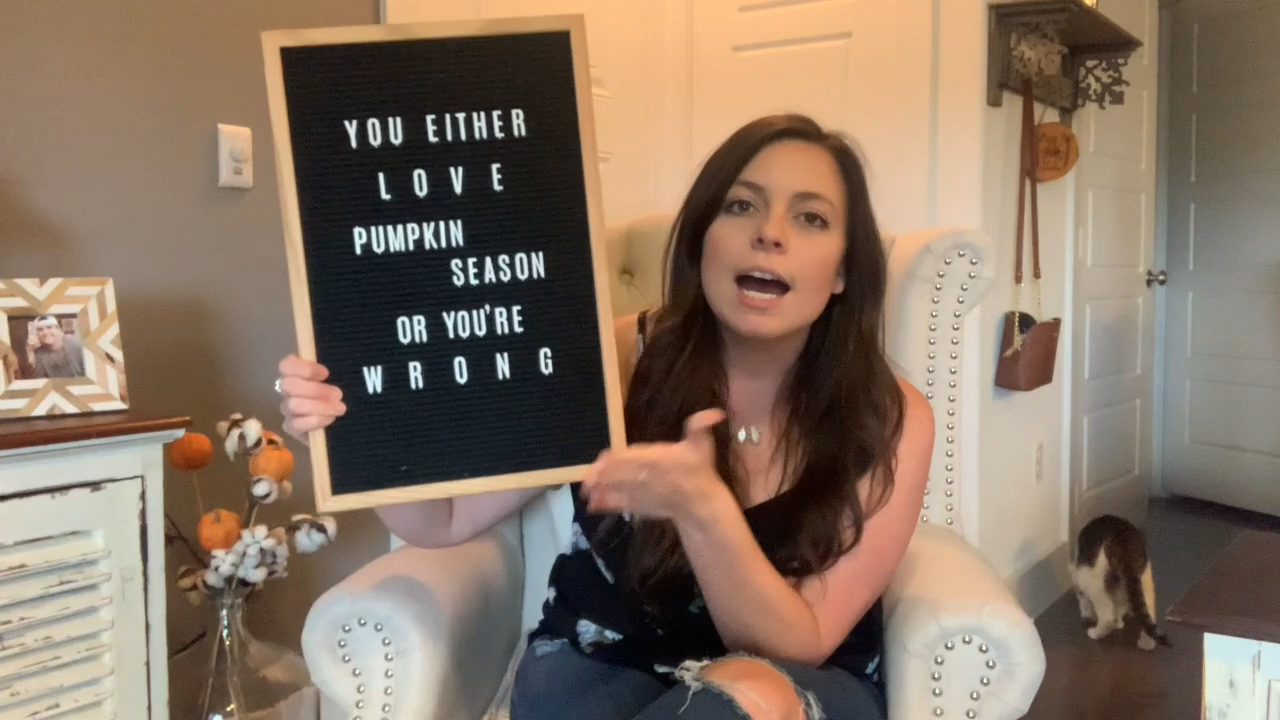 YOU EITHER
LOVE
PUMPKIN
SEASON
OR YOU'RE
WRONG